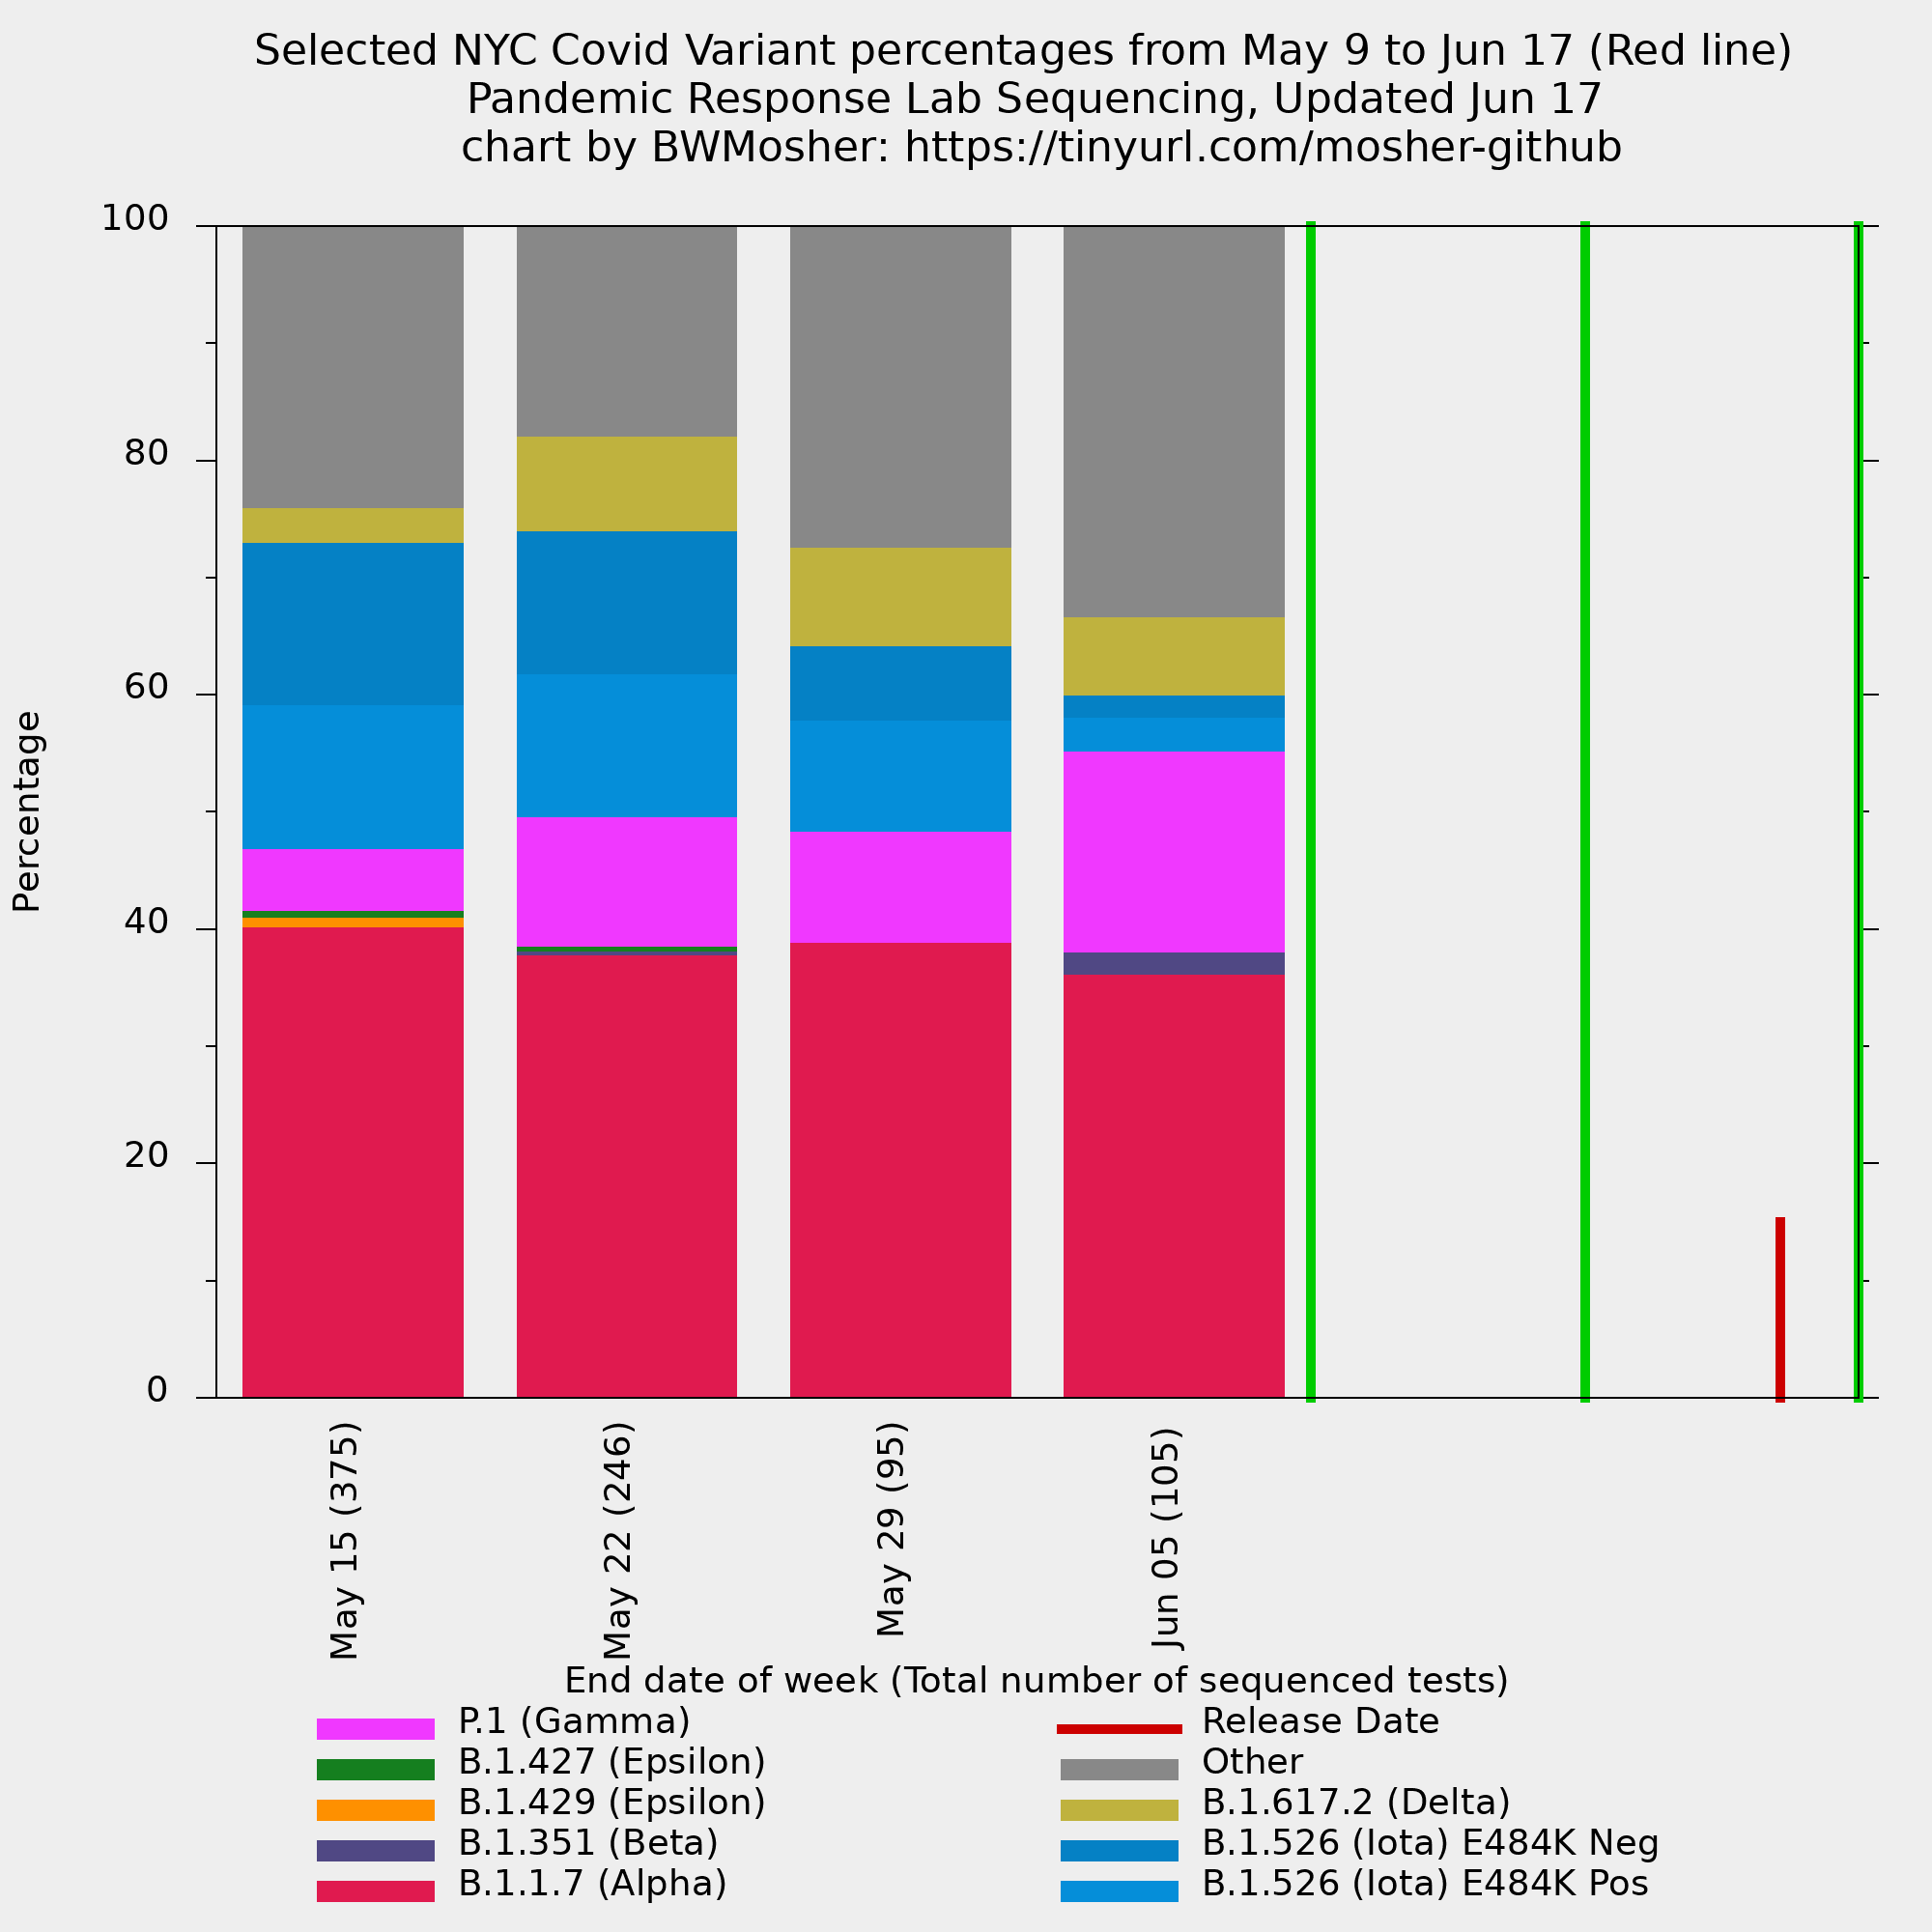 Selected NYC Covid Variant percentages from May 9 to Jun 17 (Red line)
Pandemic Response Lab Sequencing, Updated Jun 17
chart by BWMosher: https://tinyurl.com/mosher-github
Percentage
100
80
60
40
20
0
May 15 (375)
May 22 (246)
May 29 (95)
Jun 05 (105)
End date of week (Total number of sequenced tests)
P.1 (Gamma)
B.1.427 (Epsilon)
B.1.429 (Epsilon)
B.1.351 (Beta)
B.1.1.7 (Alpha)
Release Date
Other
B.1.617.2 (Delta)
B.1.526 (Iota) E484K Neg
B.1.526 (Iota) E484K Pos